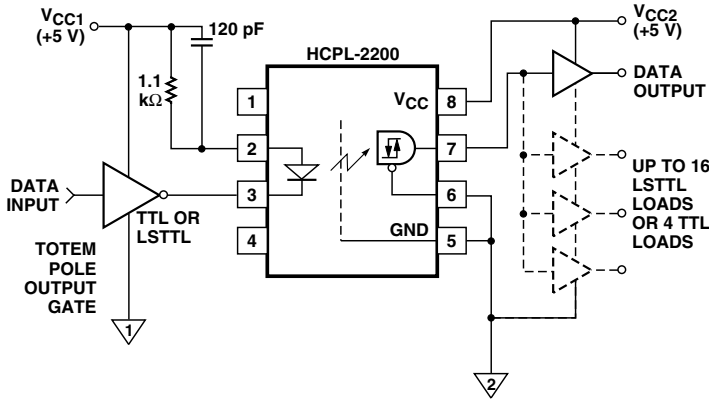 VCC1
(+5 V)
120 pF
HCPL-2200
VCC2
(+5 V)
1.1
kΩ
1
VCC
8
DATA
OUTPUT
2
7
DATA
INPUT
3
6
UP TO 16
LSTTL
LOADS
OR 4 TTL
LOADS
TTL OR
LSTTL
4
GND
5
TOTEM
POLE
OUTPUT
GATE
1
2